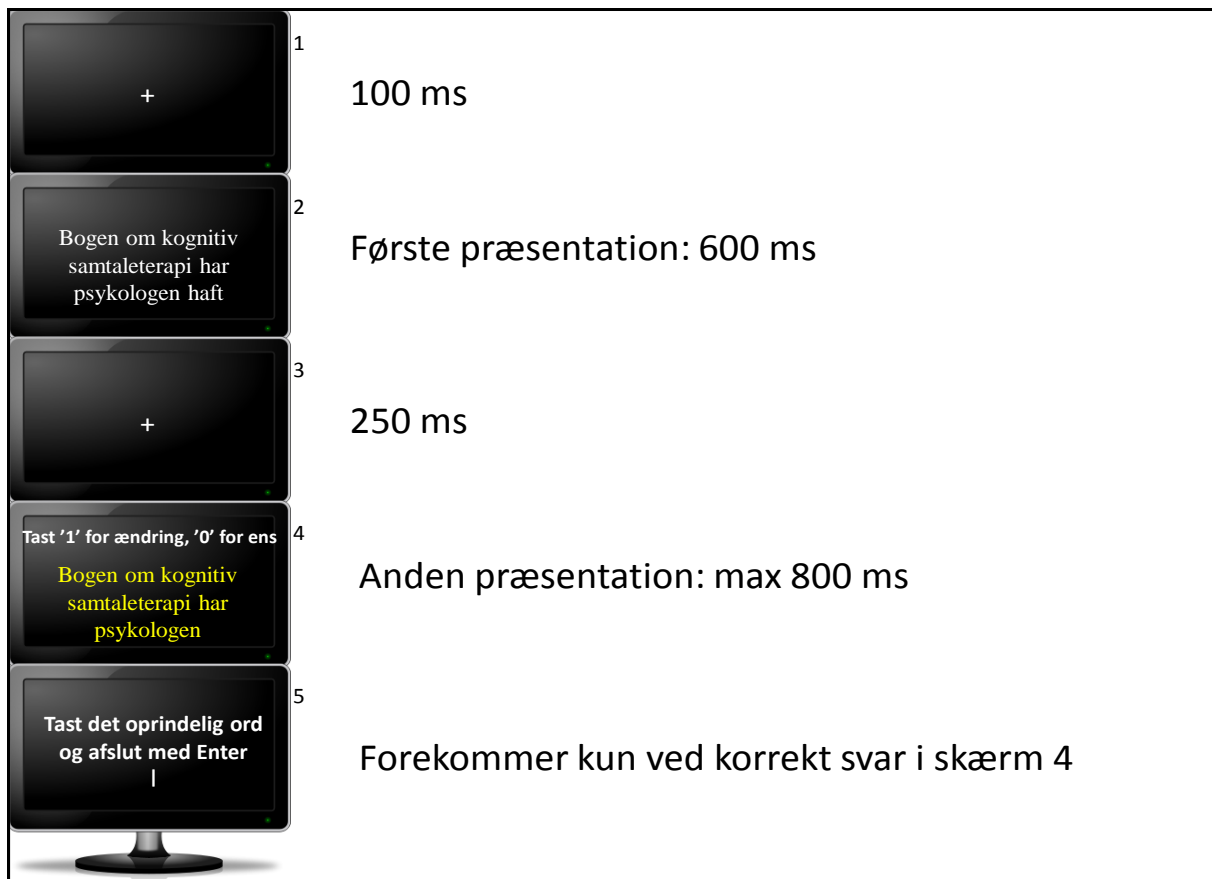 1
+
100 ms
2
Bogen om kognitiv
samtaleterapi har
psykologen haft
Første præsentation: 600 ms
3
+
250 ms
4
Tast ’1’ for ændring, ’0’ for ens
Bogen om kognitiv
samtaleterapi har
psykologen
Anden præsentation: max 800 ms
5
Tast det oprindelig ord
og afslut med Enter
|
Forekommer kun ved korrekt svar i skærm 4